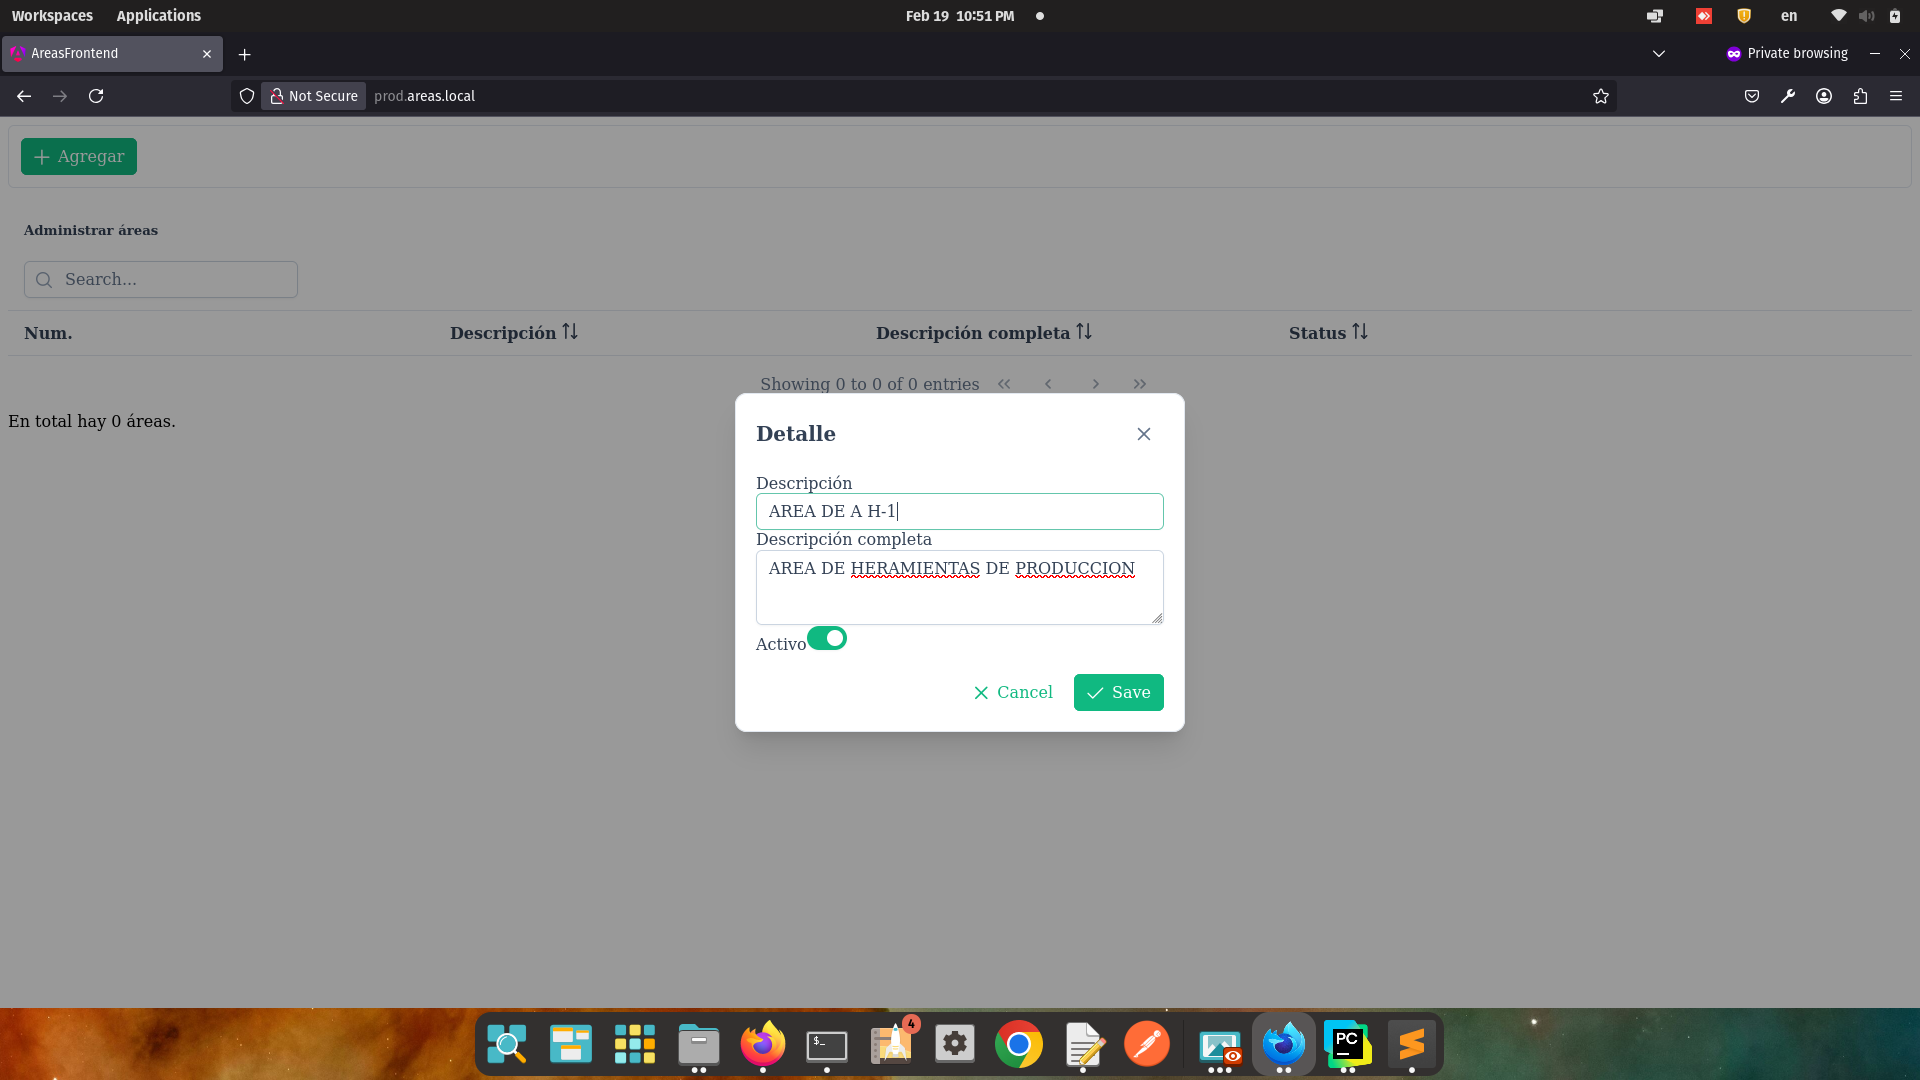 Workspaces Applications Feb 19 10:51 PM en
AreasFrontend Private browsing
Not Secure prod.areas.local
Agregar
Administrar áreas
Search...
Num. Descripción Descripción completa Status
Showing 0 to 0 of 0 entries
En total hay 0 áreas.
Detalle
Descripción
AREA DE A H-1
Descripción completa
AREA DE HERAMIENTAS DE PRODUCCION
Activo
Cancel Save
4
$_
PC